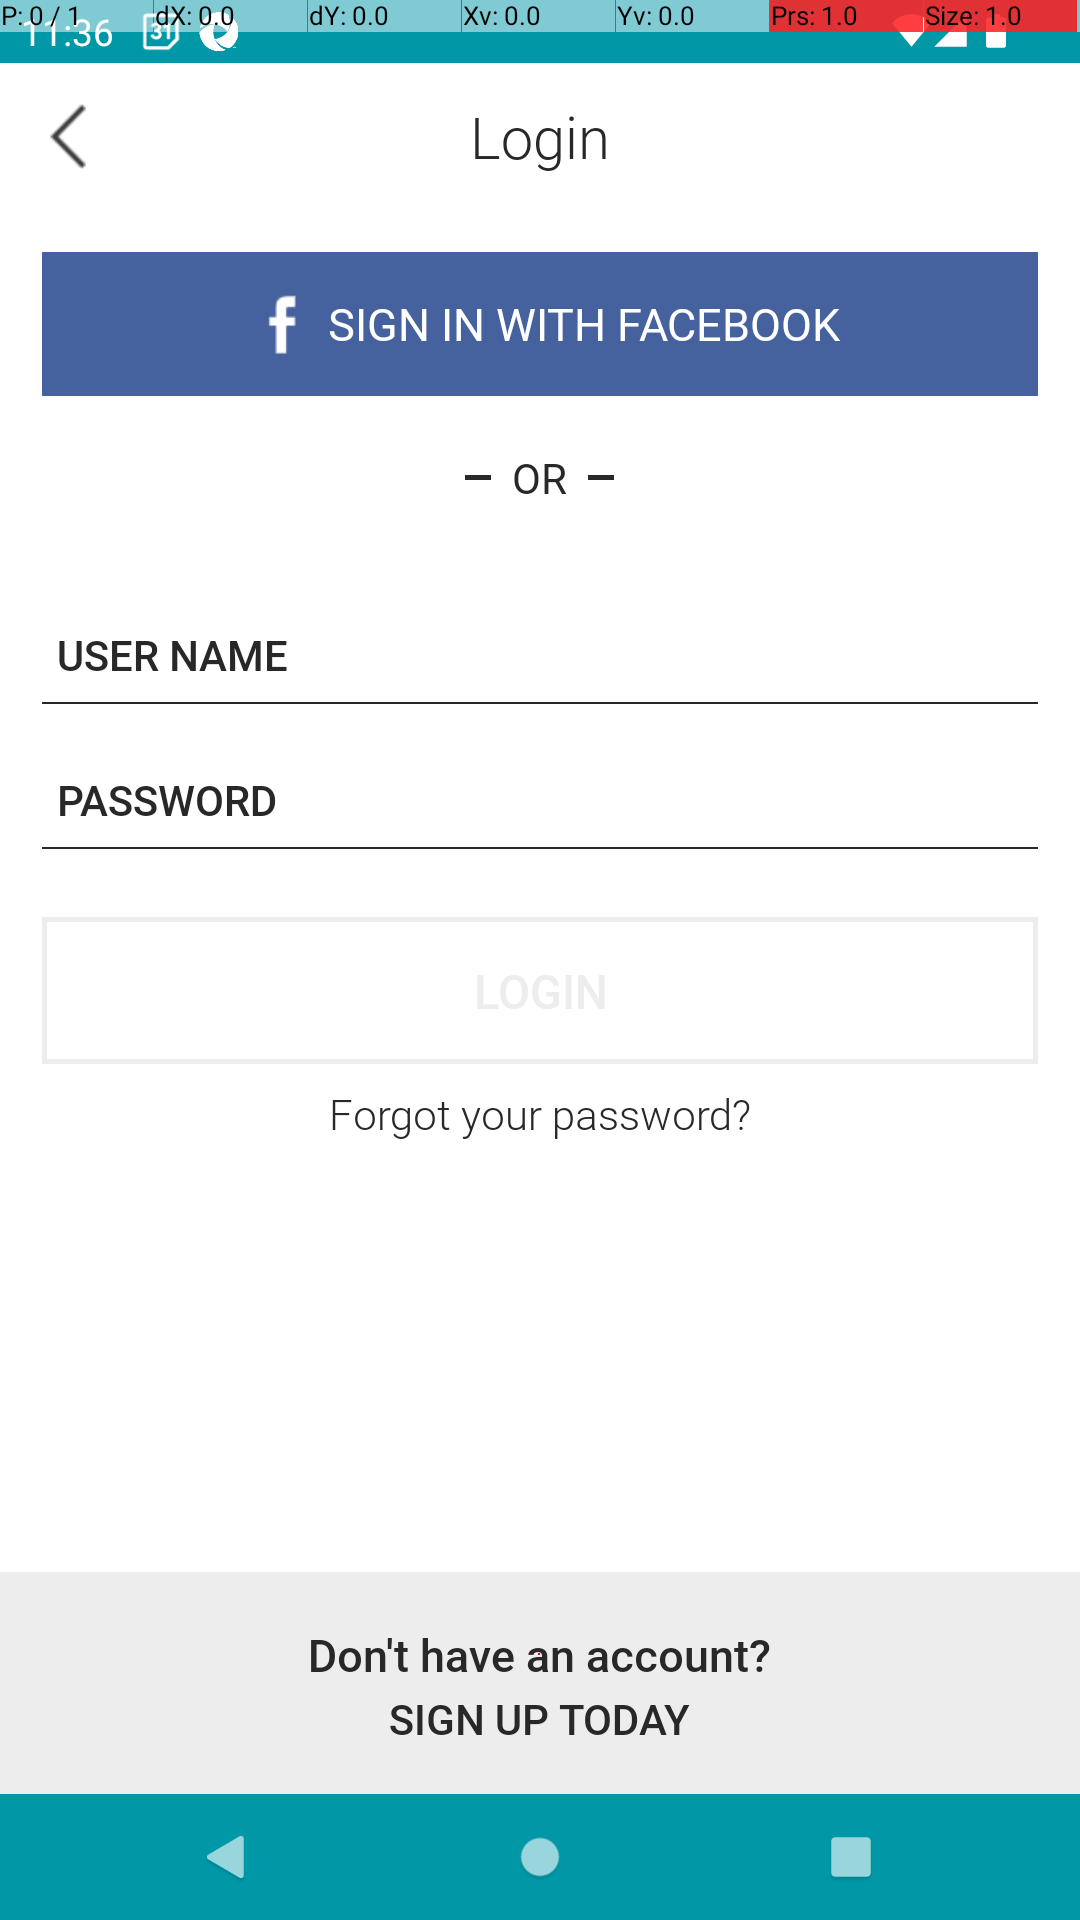 P: 0 / 1 dX: 0.0 dY: 0.0 Xv: 0.0 Yv: 0.0 Prs: 1.0 Size: 1.0
11:36 31
Login
f SIGN IN WITH FACEBOOK
– OR –
USER NAME
PASSWORD
LOGIN
Forgot your password?
Don't have an account?
SIGN UP TODAY